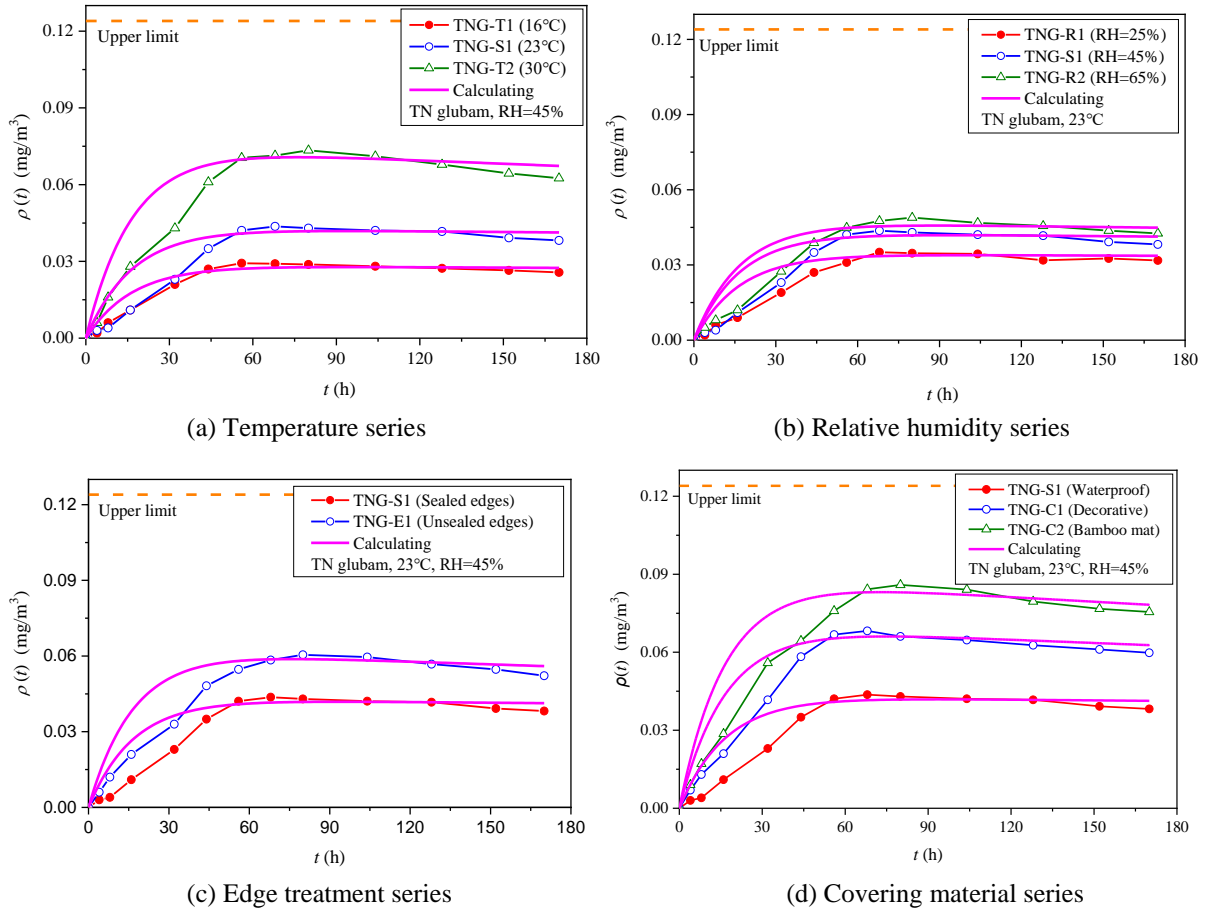 TNG-T1 (16℃)
TNG-S1 (23℃)
TNG-T2 (30℃)
Calculating
TN glubam, RH=45%
Upper limit
0.12
0.09
0.06
0.03
0.00
ρ (t) (mg/m³)
0 30 60 90 120 150 180
t (h)
(a) Temperature series
TNG-R1 (RH=25%)
TNG-S1 (RH=45%)
TNG-R2 (RH=65%)
Calculating
TN glubam, 23℃
Upper limit
0.12
0.09
0.06
0.03
0.00
ρ (t) (mg/m³)
0 30 60 90 120 150 180
t (h)
(b) Relative humidity series
TNG-S1 (Sealed edges)
TNG-E1 (Unsealed edges)
Calculating
TN glubam, 23℃, RH=45%
Upper limit
0.12
0.09
0.06
0.03
0.00
ρ (t) (mg/m³)
0 30 60 90 120 150 180
t (h)
(c) Edge treatment series
TNG-S1 (Waterproof)
TNG-C1 (Decorative)
TNG-C2 (Bamboo mat)
Calculating
TN glubam, 23℃, RH=45%
Upper limit
0.12
0.09
0.06
0.03
0.00
ρ(t) (mg/m³)
0 30 60 90 120 150 180
t (h)
(d) Covering material series